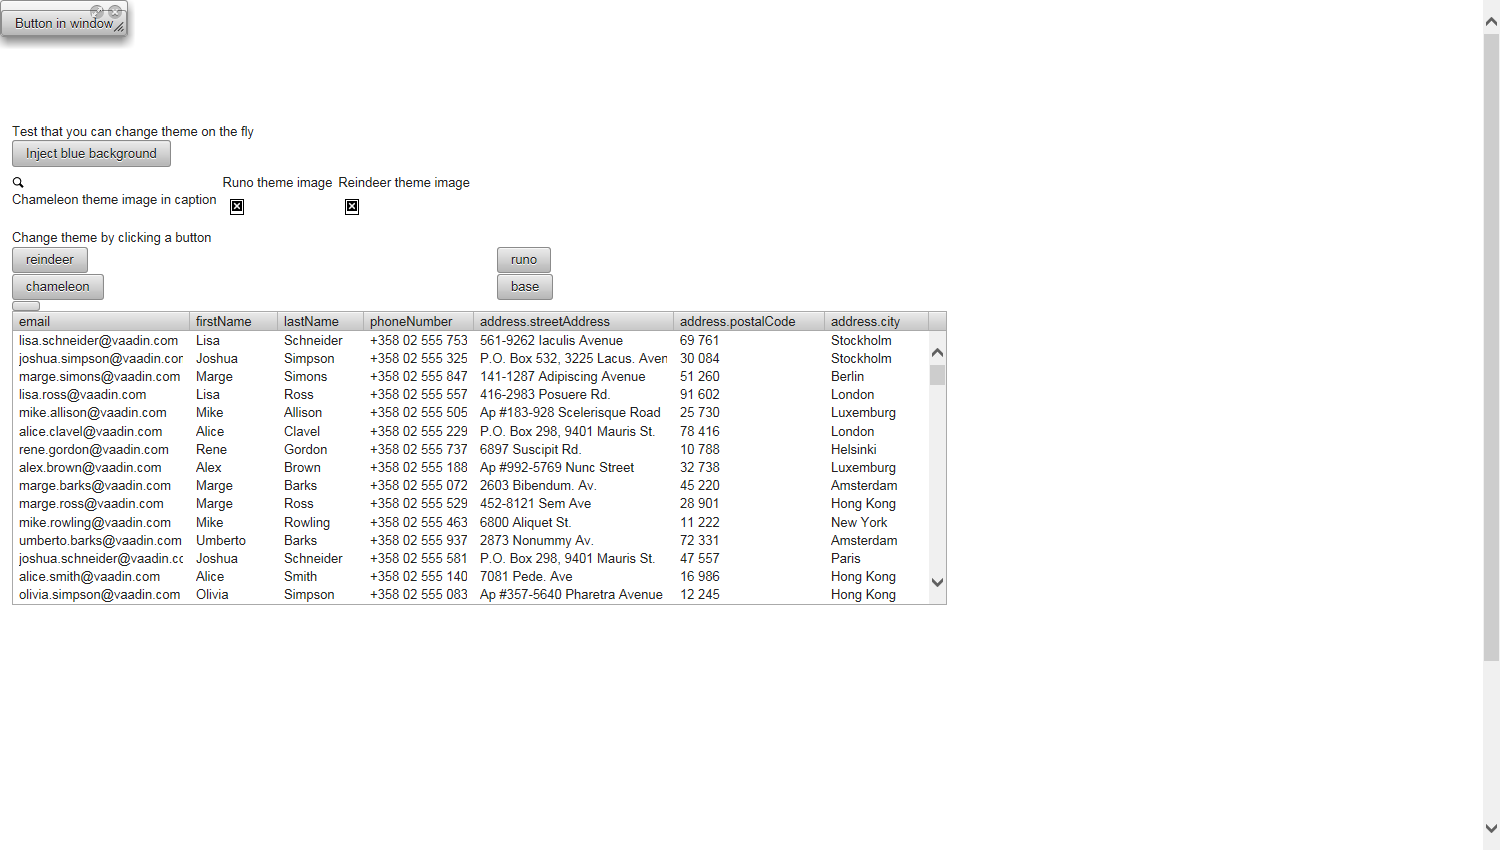 Button in window
Test that you can change theme on the fly
Inject blue background
Runo theme image Reindeer theme image
Chameleon theme image in caption
Change theme by clicking a button
reindeer runo
chameleon base
email firstName lastName phoneNumber address.streetAddress address.postalCode address.city
lisa.schneider@vaadin.com Lisa Schneider +358 02 555 753 561-9262 Iaculis Avenue 69 761 Stockholm
joshua.simpson@vaadin.cor Joshua Simpson +358 02 555 325 P.O. Box 532, 3225 Lacus. Aven 30 084 Stockholm
marge.simons@vaadin.com Marge Simons +358 02 555 847 141-1287 Adipiscing Avenue 51 260 Berlin
lisa.ross@vaadin.com Lisa Ross +358 02 555 557 416-2983 Posuere Rd. 91 602 London
mike.allison@vaadin.com Mike Allison +358 02 555 505 Ap #183-928 Scelerisque Road 25 730 Luxemburg
alice.clavel@vaadin.com Alice Clavel +358 02 555 229 P.O. Box 298, 9401 Mauris St. 78 416 London
rene.gordon@vaadin.com Rene Gordon +358 02 555 737 6897 Suscipit Rd. 10 788 Helsinki
alex.brown@vaadin.com Alex Brown +358 02 555 188 Ap #992-5769 Nunc Street 32 738 Luxemburg
marge.barks@vaadin.com Marge Barks +358 02 555 072 2603 Bibendum. Av. 45 220 Amsterdam
marge.ross@vaadin.com Marge Ross +358 02 555 529 452-8121 Sem Ave 28 901 Hong Kong
mike.rowling@vaadin.com Mike Rowling +358 02 555 463 6800 Aliquet St. 11 222 New York
umberto.barks@vaadin.com Umberto Barks +358 02 555 937 2873 Nonummy Av. 72 331 Amsterdam
joshua.schneider@vaadin.cc Joshua Schneider +358 02 555 581 P.O. Box 298, 9401 Mauris St. 47 557 Paris
alice.smith@vaadin.com Alice Smith +358 02 555 140 7081 Pede. Ave 16 986 Hong Kong
olivia.simpson@vaadin.com Olivia Simpson +358 02 555 083 Ap #357-5640 Pharetra Avenue 12 245 Hong Kong